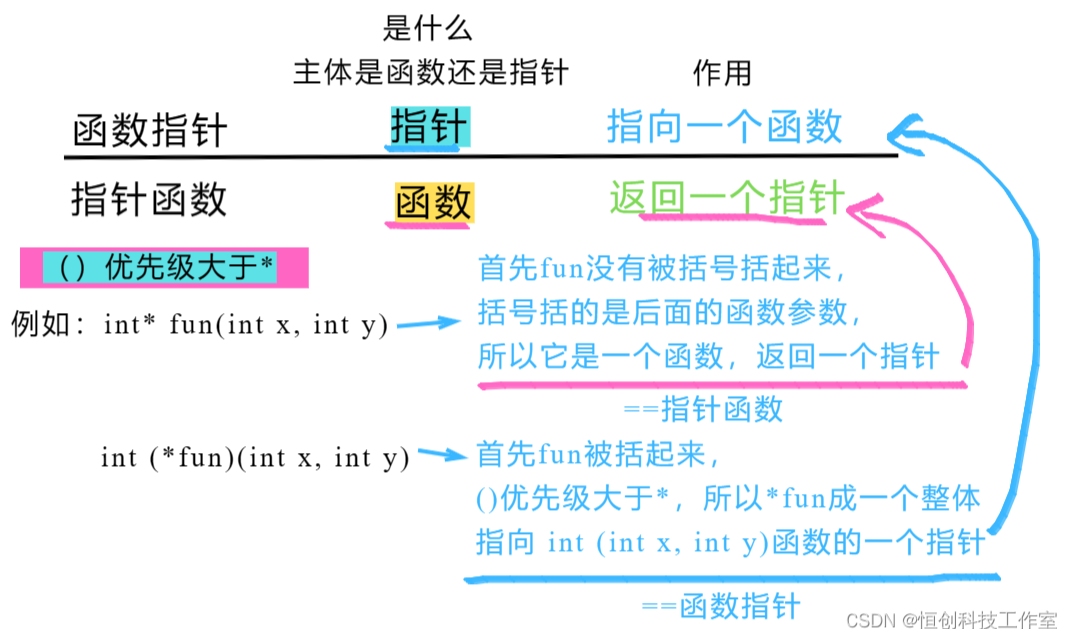 是什么
主体是函数还是指针 作用
函数指针 指针 指向一个函数
指针函数 函数 返回一个指针
（）优先级大于*
例如：int* fun(int x, int y)
首先fun没有被括号括起来，
括号括的是后面的函数参数，
所以它是一个函数，返回一个指针
==指针函数
int (*fun)(int x, int y)
首先fun被括起来，
()优先级大于*，所以*fun成一个整体
指向 int (int x, int y)函数的一个指针
==函数指针
CSDN @恒创科技工作室